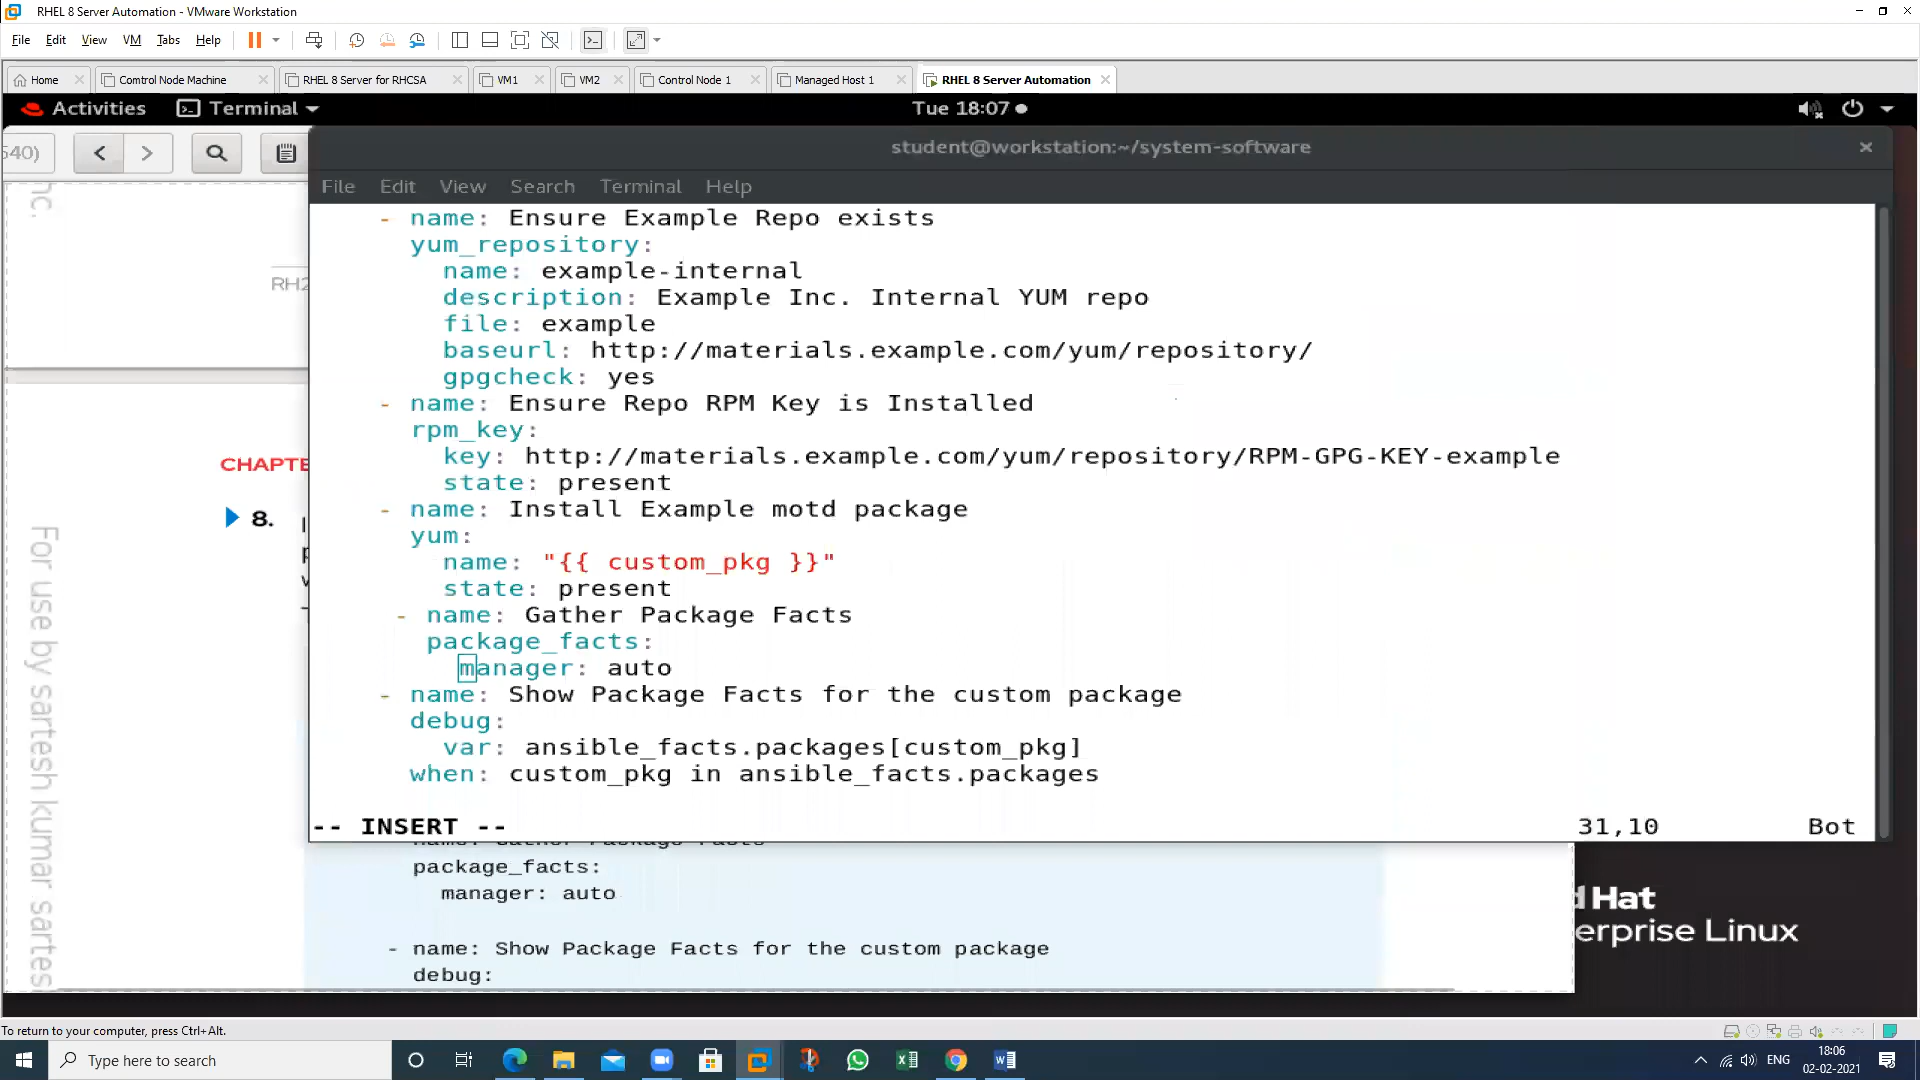 RHEL 8 Server Automation - VMware Workstation
File Edit View VM Tabs Help
Home Comtrol Node Machine RHEL 8 Server for RHCSA VM1 VM2 Control Node 1 Managed Host 1 RHEL 8 Server Automation
Activities Terminal Tue 18:07
540)
student@workstation:~/system-software
File Edit View Search Terminal Help
- name: Ensure Example Repo exists
yum_repository:
name: example-internal
description: Example Inc. Internal YUM repo
file: example
baseurl: http://materials.example.com/yum/repository/
gpgcheck: yes
- name: Ensure Repo RPM Key is Installed
rpm_key:
key: http://materials.example.com/yum/repository/RPM-GPG-KEY-example
state: present
- name: Install Example motd package
yum:
name: "{{ custom_pkg }}"
state: present
- name: Gather Package Facts
package_facts:
manager: auto
- name: Show Package Facts for the custom package
debug:
var: ansible_facts.packages[custom_pkg]
when: custom_pkg in ansible_facts.packages
-- INSERT -- 31,10 Bot
nc.
RH2
CHAPTE
8.
For use by sartesh kumar sartes
name: Gather Package Facts
package_facts:
manager: auto
- name: Show Package Facts for the custom package
debug:
d Hat
erprise Linux
To return to your computer, press Ctrl+Alt.
Type here to search
ENG
18:06
02-02-2021